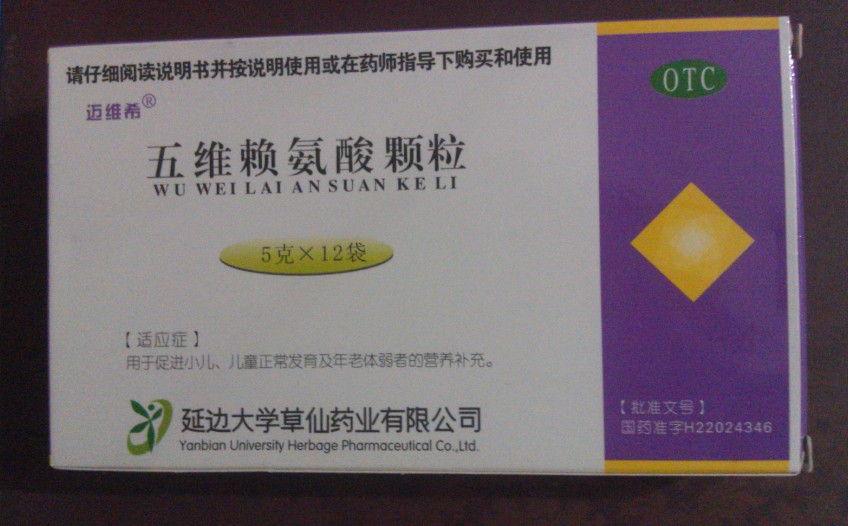 请仔细阅读说明书并按说明使用或在药师指导下购买和使用
OTC
迈维希®
五维赖氨酸颗粒
WU WEI LAI AN SUAN KE LI
5克×12袋
【适应症】
用于促进小儿、儿童正常发育及年老体弱者的营养补充。
延边大学草仙药业有限公司
Yanbian University Herbage Pharmaceutical Co.,Ltd.
【批准文号】
国药准字H22024346